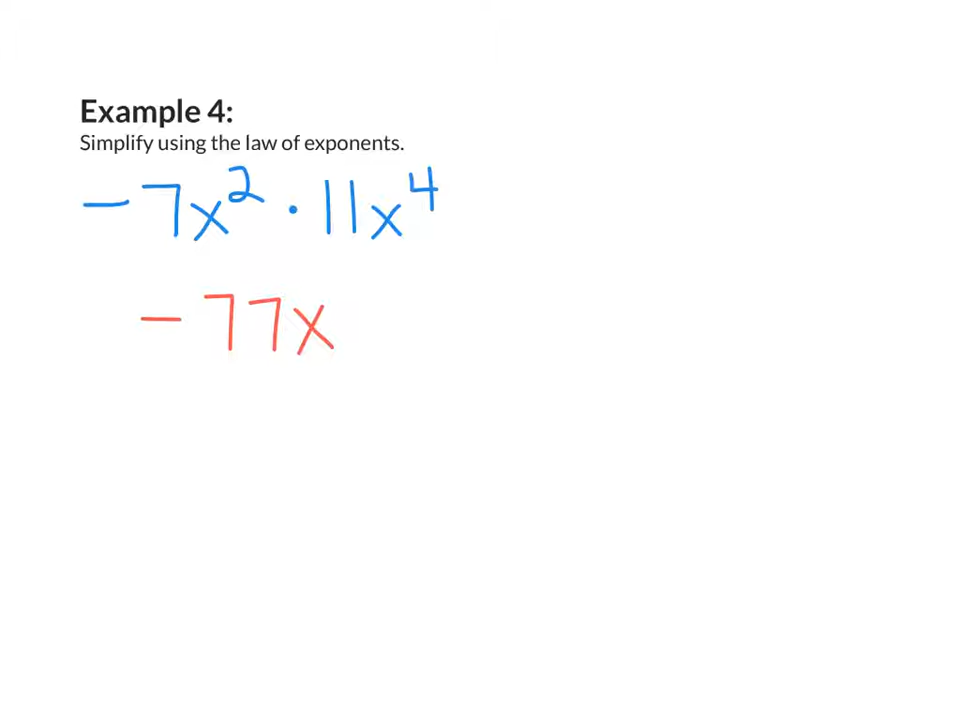 Example 4:
Simplify using the law of exponents.
-7x² · 11x⁴
-77x